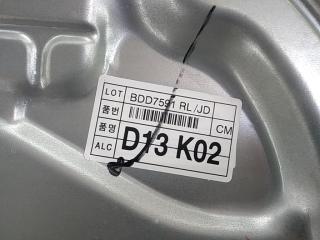 LOT BDD7591 RL/JD
품번 CM
품명
ALC D13 K02